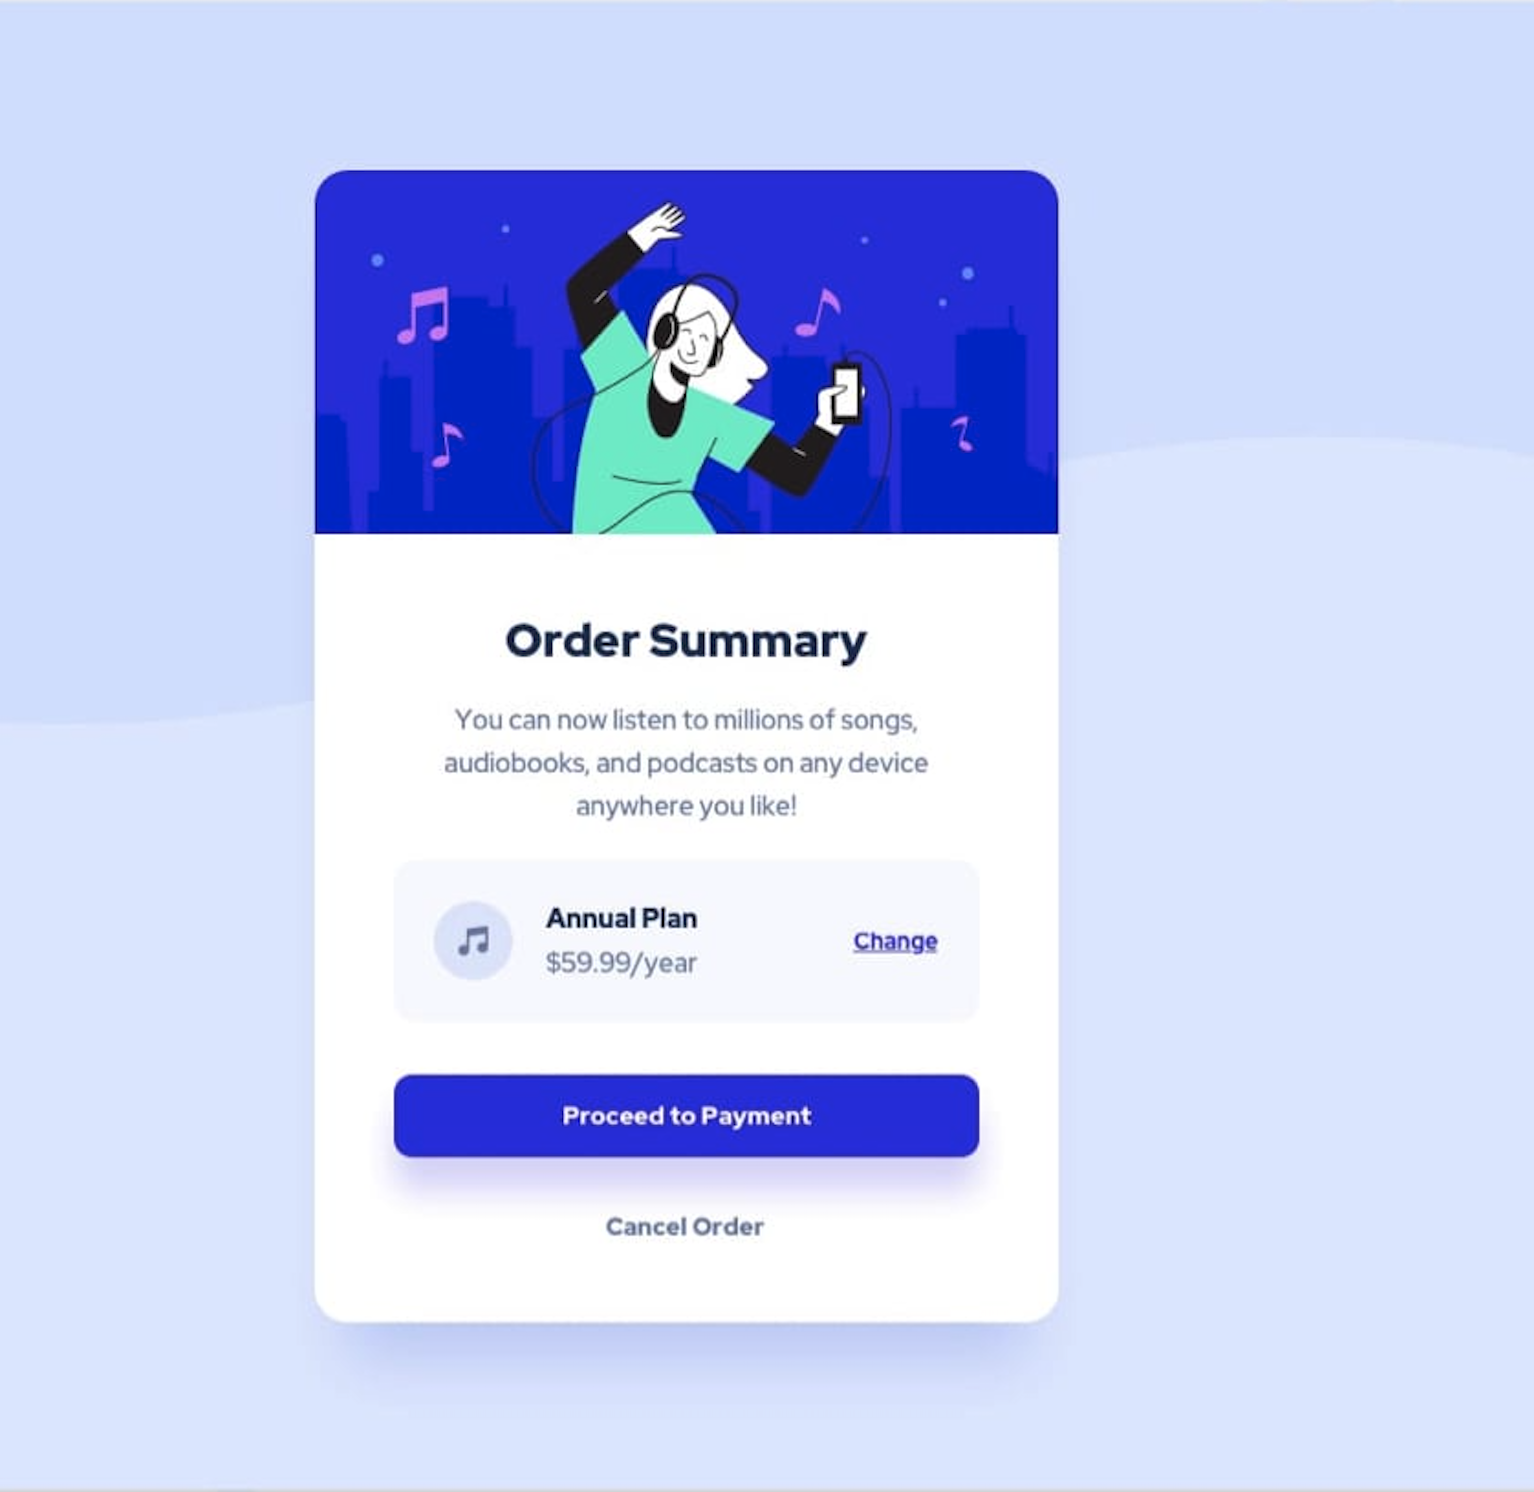 Order Summary
You can now listen to millions of songs,
audiobooks, and podcasts on any device
anywhere you like!
Annual Plan
$59.99/year
Change
Proceed to Payment
Cancel Order